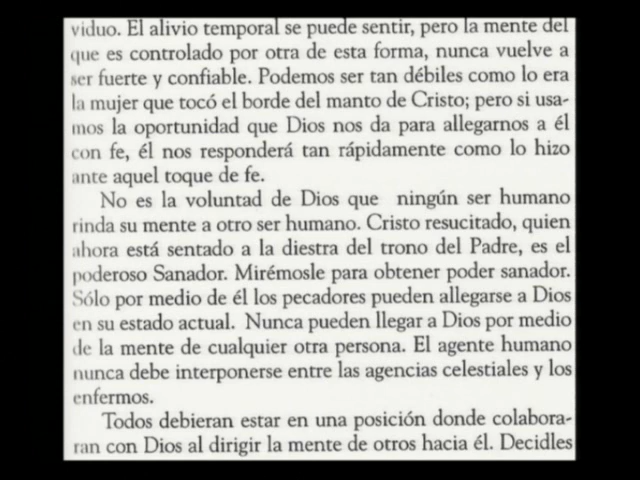 viduo. El alivio temporal se puede sentir, pero la mente del
que es controlado por otra de esta forma, nunca vuelve a
ser fuerte y confiable. Podemos ser tan débiles como lo era
la mujer que tocó el borde del manto de Cristo; pero si usa-
mos la oportunidad que Dios nos da para allegarnos a él
con fe, él nos responderá tan rápidamente como lo hizo
ante aquel toque de fe.
No es la voluntad de Dios que ningún ser humano
rinda su mente a otro ser humano. Cristo resucitado, quien
ahora está sentado a la diestra del trono del Padre, es el
poderoso Sanador. Mirémosle para obtener poder sanador.
Sólo por medio de él los pecadores pueden allegarse a Dios
en su estado actual. Nunca pueden llegar a Dios por medio
de la mente de cualquier otra persona. El agente humano
nunca debe interponerse entre las agencias celestiales y los
enfermos.
Todos debieran estar en una posición donde colabora-
ran con Dios al dirigir la mente de otros hacia él. Decidles